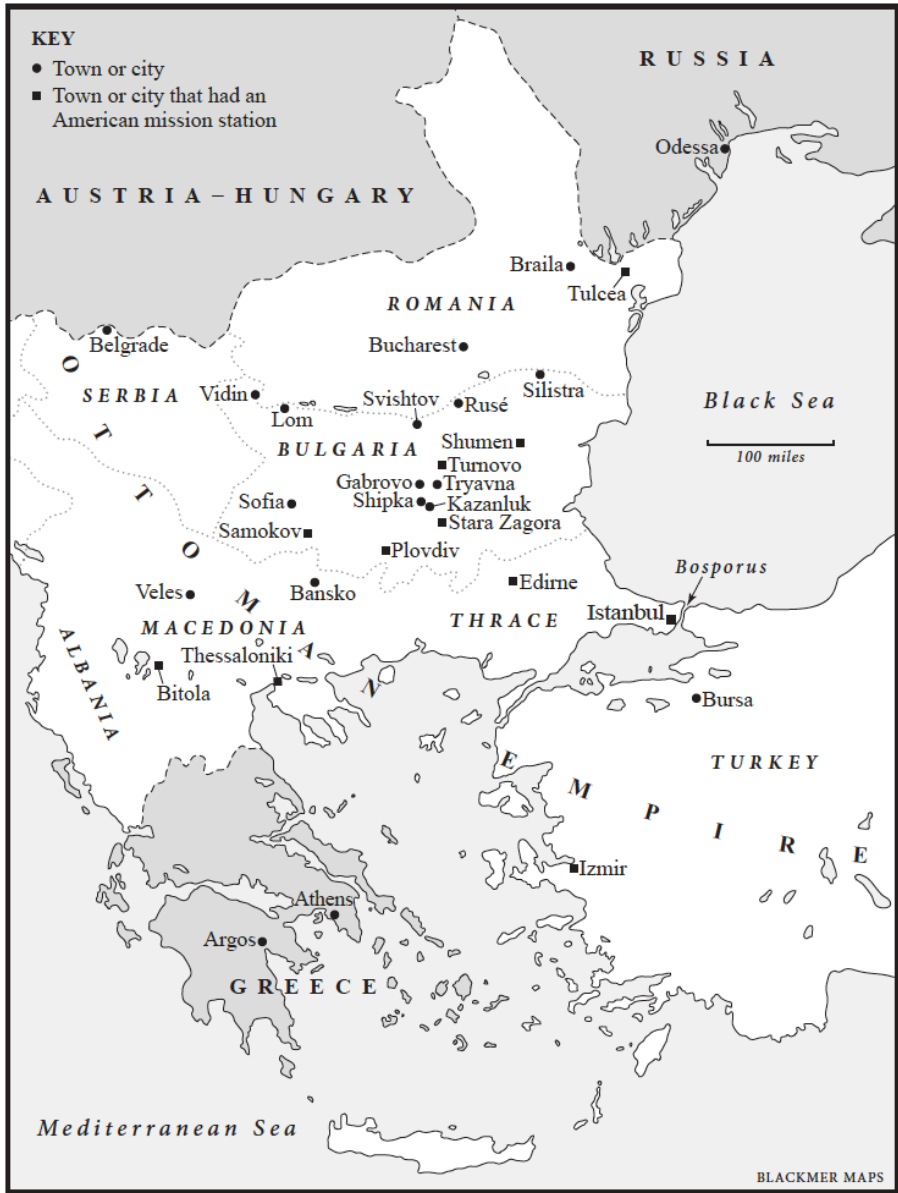 KEY
Town or city
Town or city that had an
American mission station
RUSSIA
Odessa
AUSTRIA–HUNGARY
Braila
Tulcea
ROMANIA
Bucharest
Belgrade
SERBIA
Vidin
Lom
Svishtov
Silistra
Rusé
Black Sea
100 miles
BULGARIA
Shumen
Turnovo
Gabrovo
Tryavna
Shipka
Kazanluk
Sofia
Stara Zagora
Samokov
Plovdiv
Bosporus
Veles
Bansko
Edirne
Istanbul
MACEDONIA
THRACE
ALBANIA
Thessaloniki
Bitola
Bursa
TURKEY
OTTOMAN EMPIRE
Izmir
Athens
Argos
GREECE
Mediterranean Sea
BLACKMER MAPS